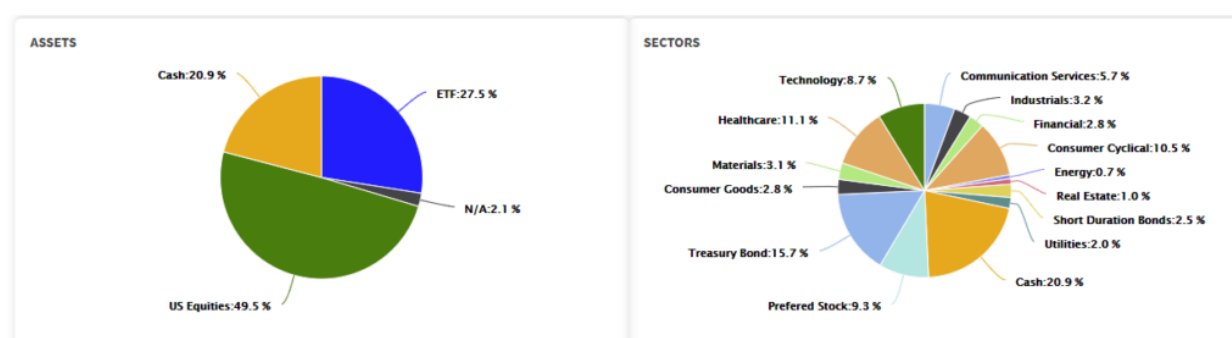 ASSETS
Cash:20.9 %
ETF:27.5 %
N/A:2.1 %
US Equities:49.5 %
SECTORS
Technology:8.7 %
Communication Services:5.7 %
Industrials:3.2 %
Healthcare:11.1 %
Financial:2.8 %
Consumer Cyclical:10.5 %
Materials:3.1 %
Energy:0.7 %
Consumer Goods:2.8 %
Real Estate:1.0 %
Short Duration Bonds:2.5 %
Utilities:2.0 %
Treasury Bond:15.7 %
Cash:20.9 %
Prefered Stock:9.3 %